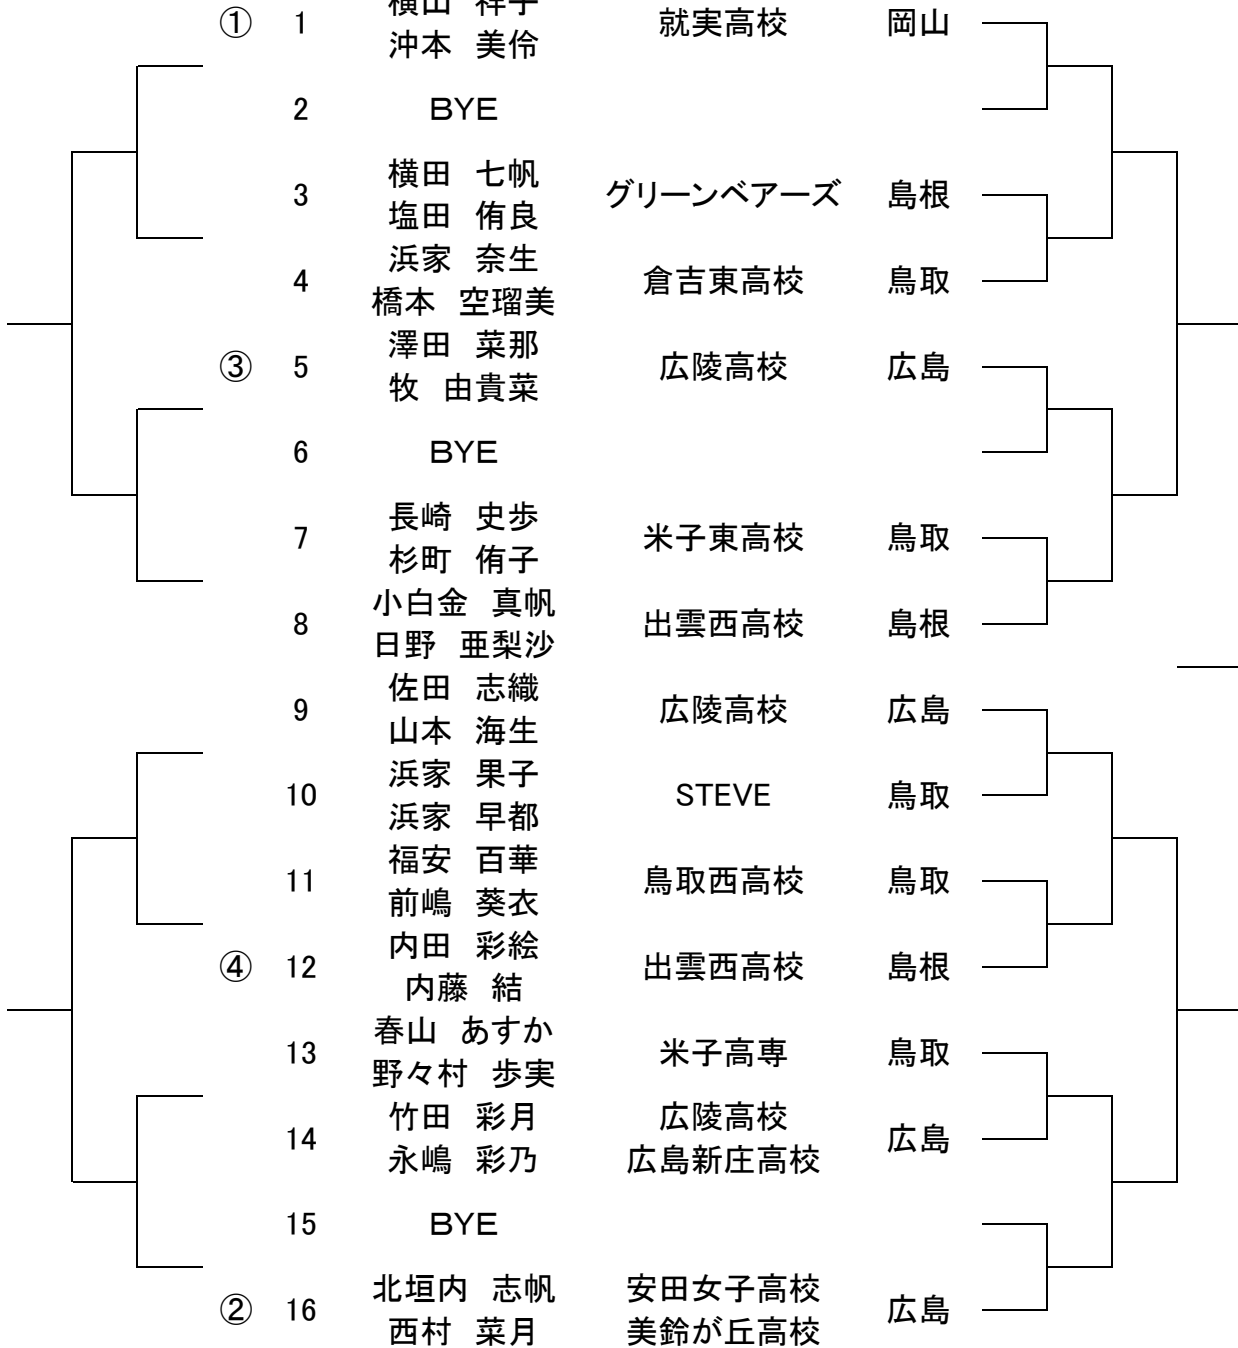 横山 祥子
① 1 就実高校 岡山
沖本 美伶
2 BYE
横田 七帆
3 グリーンベアーズ 島根
塩田 侑良
浜家 奈生
4 倉吉東高校 鳥取
橋本 空瑠美
澤田 菜那
③ 5 広陵高校 広島
牧 由貴菜
6 BYE
長崎 史歩
7 米子東高校 鳥取
杉町 侑子
小白金 真帆
8 出雲西高校 島根
日野 亜梨沙
佐田 志織
9 広陵高校 広島
山本 海生
浜家 果子
10 STEVE 鳥取
浜家 早都
福安 百華
11 鳥取西高校 鳥取
前嶋 葵衣
内田 彩絵
④ 12 出雲西高校 島根
内藤 結
春山 あすか
13 米子高専 鳥取
野々村 歩実
竹田 彩月 広陵高校
14 広島
永嶋 彩乃 広島新庄高校
15 BYE
北垣内 志帆 安田女子高校
② 16 広島
西村 菜月 美鈴が丘高校